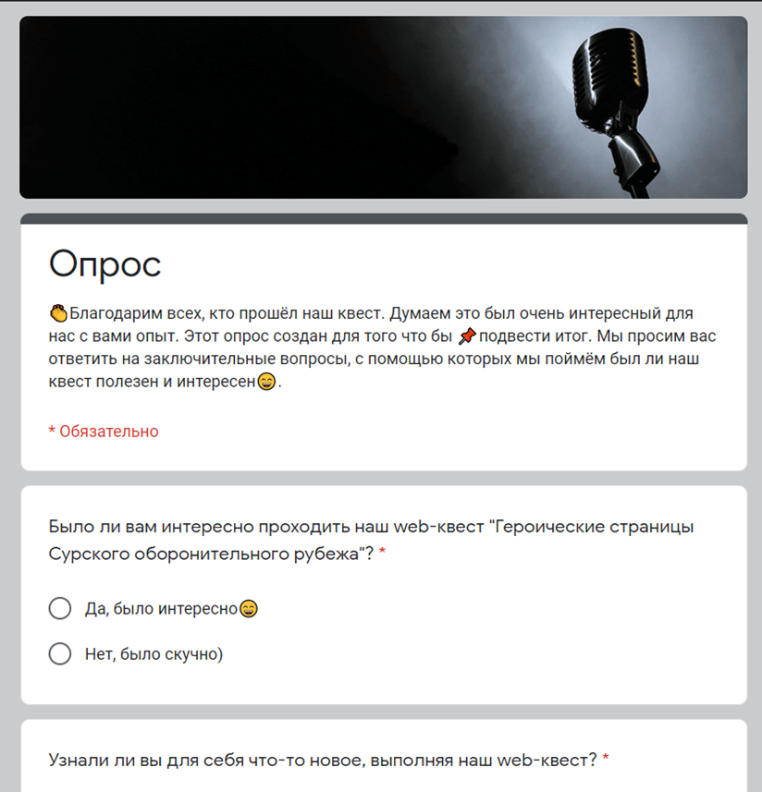 Опрос
👏Благодарим всех, кто прошёл наш квест. Думаем это был очень интересный для
нас с вами опыт. Этот опрос создан для того что бы 📌подвести итог. Мы просим вас
ответить на заключительные вопросы, с помощью которых мы поймём был ли наш
квест полезен и интересен😄.
* Обязательно
Было ли вам интересно проходить наш web-квест "Героические страницы
Сурского оборонительного рубежа"? *
Да, было интересно😄
Нет, было скучно)
Узнали ли вы для себя что-то новое, выполняя наш web-квест? *